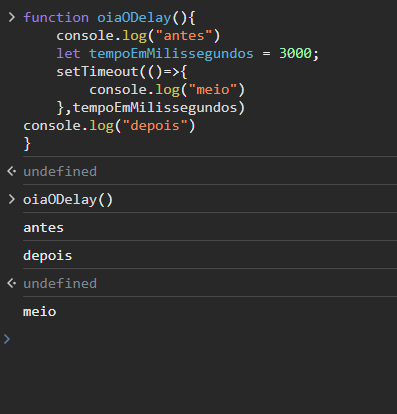 function oiaODelay(){
console.log("antes")
let tempoEmMilissegundos = 3000;
setTimeout(()=>{
console.log("meio")
},tempoEmMilissegundos)
console.log("depois")
}
undefined
oiaODelay()
antes
depois
undefined
meio